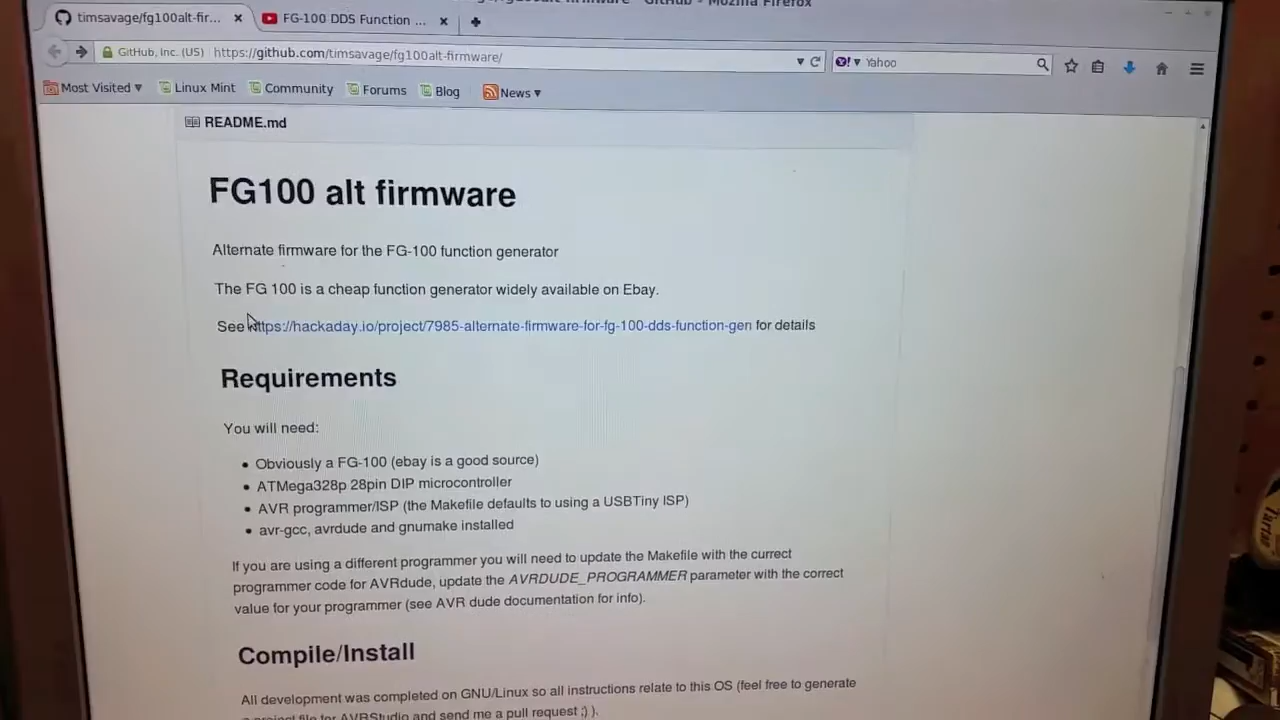 GitHub - Mozilla Firefox
timsavage/fg100alt-fir...
FG-100 DDS Function ...
GitHub, Inc. (US)
https://github.com/timsavage/fg100alt-firmware/
Yahoo
Most Visited
Linux Mint
Community
Forums
Blog
News
README.md
FG100 alt firmware
Alternate firmware for the FG-100 function generator
The FG 100 is a cheap function generator widely available on Ebay.
See https://hackaday.io/project/7985-alternate-firmware-for-fg-100-dds-function-gen for details
Requirements
You will need:
• Obviously a FG-100 (ebay is a good source)
• ATMega328p 28pin DIP microcontroller
• AVR programmer/ISP (the Makefile defaults to using a USBTiny ISP)
• avr-gcc, avrdude and gnumake installed
If you are using a different programmer you will need to update the Makefile with the currect
programmer code for AVRdude, update the AVRDUDE_PROGRAMMER parameter with the correct
value for your programmer (see AVR dude documentation for info).
Compile/Install
All development was completed on GNU/Linux so all instructions relate to this OS (feel free to generate
a project file for AVRStudio and send me a pull request ;) ).